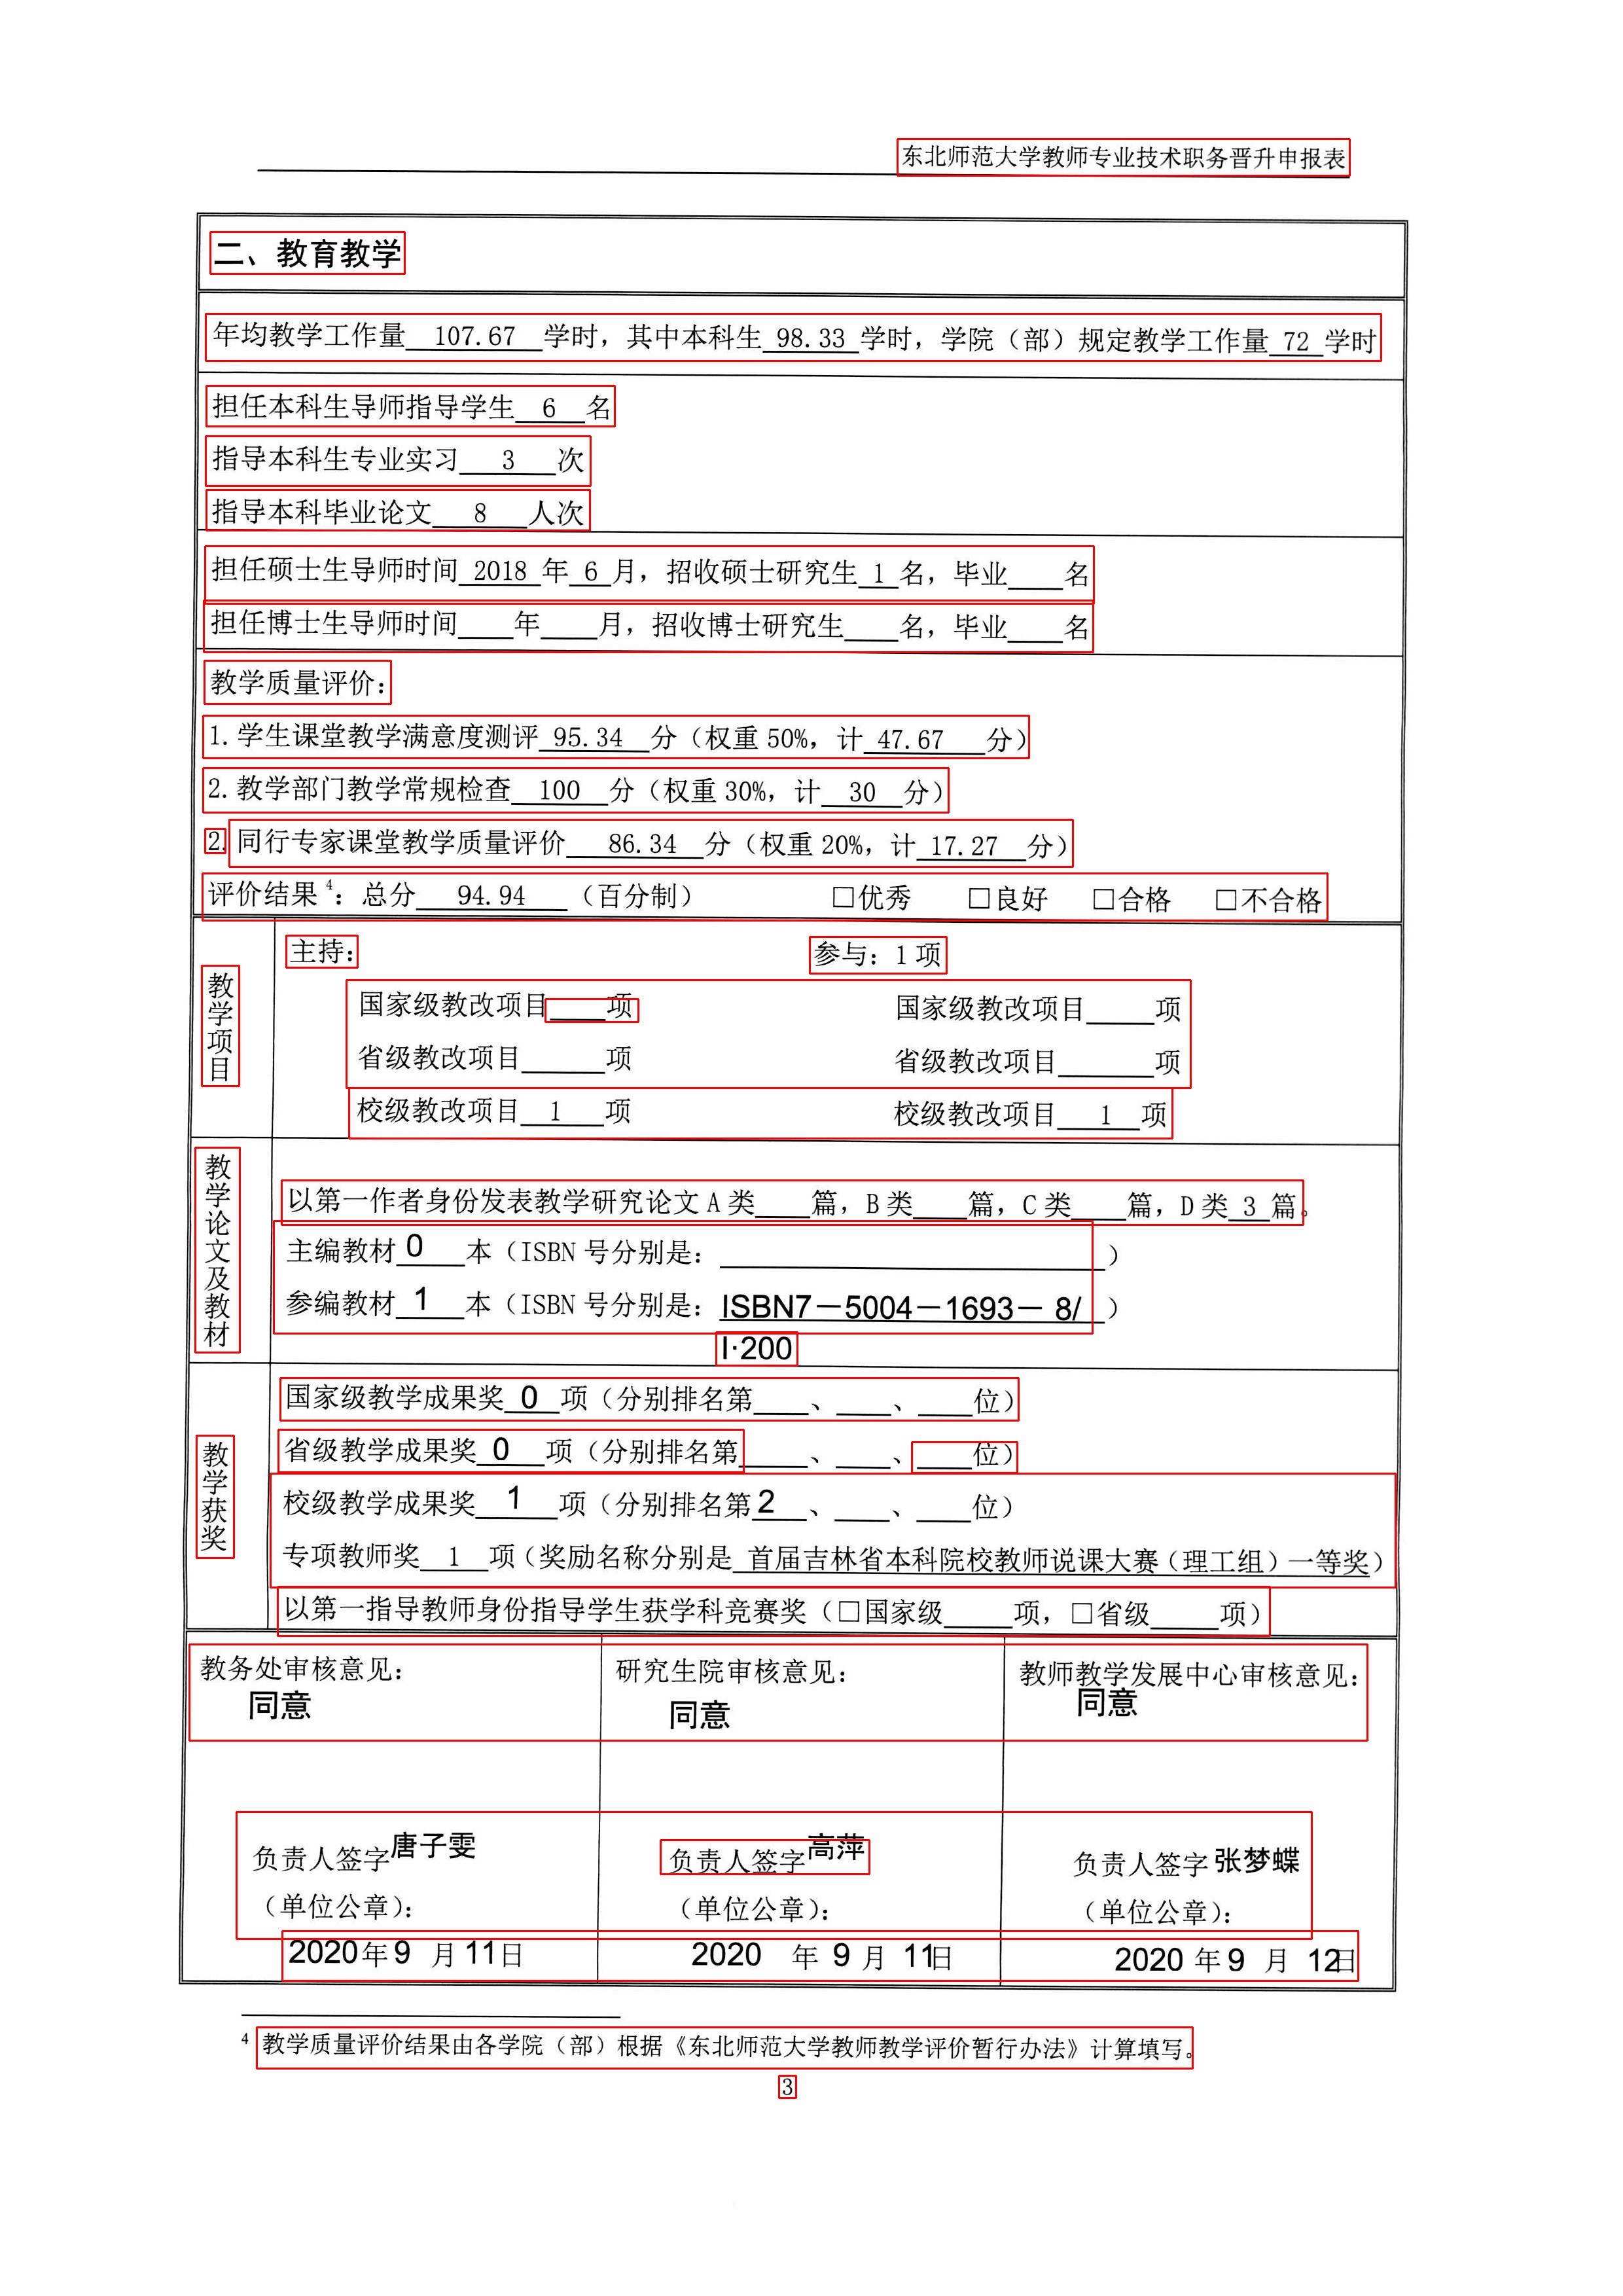 东北师范大学教师专业技术职务晋升申报表
二、教育教学
年均教学工作量 107.67 学时，其中本科生 98.33 学时，学院（部）规定教学工作量 72 学时
担任本科生导师指导学生 6 名
指导本科生专业实习 3 次
指导本科毕业论文 8 人次
担任硕士生导师时间 2018 年 6 月，招收硕士研究生 1 名，毕业____名
担任博士生导师时间____年____月，招收博士研究生____名，毕业____名
教学质量评价：
1. 学生课堂教学满意度测评 95.34 分（权重 50%，计 47.67 分）
2. 教学部门教学常规检查 100 分（权重 30%，计 30 分）
2. 同行专家课堂教学质量评价 86.34 分（权重 20%，计 17.27 分）
评价结果4：总分 94.94 （百分制） □优秀 □良好 □合格 □不合格
教学项目
主持： 参与：1 项
国家级教改项目____项 国家级教改项目_____项
省级教改项目______项 省级教改项目_______项
校级教改项目 1 项 校级教改项目 1 项
教学论文及教材
以第一作者身份发表教学研究论文 A 类____篇，B 类____篇，C 类____篇，D 类 3 篇。
主编教材 0 本（ISBN 号分别是：____________________________）
参编教材 1 本（ISBN 号分别是：ISBN7－5004－1693－ 8/ ）
I·200
教学获奖
国家级教学成果奖 0 项（分别排名第____、____、____位）
省级教学成果奖 0 项（分别排名第_____、____、____位）
校级教学成果奖 1 项（分别排名第 2 、____、____位）
专项教师奖 1 项（奖励名称分别是 首届吉林省本科院校教师说课大赛（理工组）一等奖）
以第一指导教师身份指导学生获学科竞赛奖（□国家级_____项，□省级_____项）
教务处审核意见： 研究生院审核意见： 教师教学发展中心审核意见：
同意 同意 同意
负责人签字 唐子雯 负责人签字 高萍 负责人签字 张梦蝶
（单位公章）： （单位公章）： （单位公章）：
2020 年 9 月 11 日 2020 年 9 月 11 日 2020 年 9 月 12 日
4 教学质量评价结果由各学院（部）根据《东北师范大学教师教学评价暂行办法》计算填写。
3